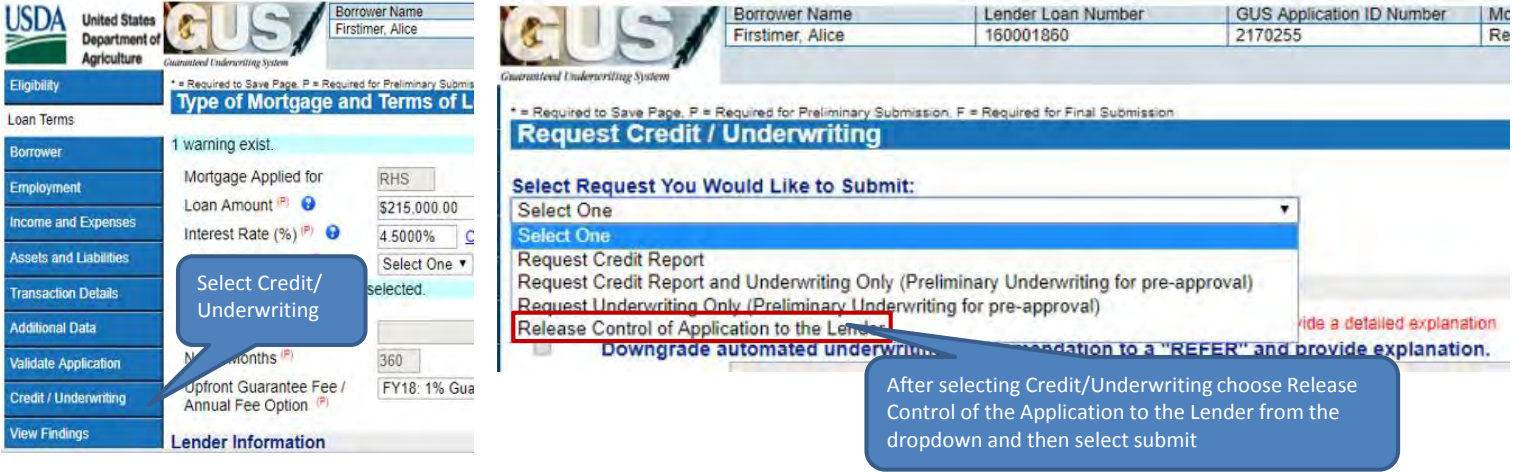 USDA
United States
Department of
Agriculture
GUS
Guaranteed Underwriting System
Borrower Name
Firstimer, Alice
Eligibility
Loan Terms
Borrower
Employment
Income and Expenses
Assets and Liabilities
Transaction Details
Additional Data
Validate Application
Credit / Underwriting
View Findings
* = Required to Save Page. P = Required for Preliminary Submis
Type of Mortgage and Terms of L
1 warning exist.
Mortgage Applied for RHS
Loan Amount (P) $215,000.00
Interest Rate (%) (P) 4.5000%
Select One
selected.
Select Credit/
Underwriting
Months (P) 360
Upfront Guarantee Fee / FY18: 1% Gua
Annual Fee Option (P)
Lender Information
GUS
Guaranteed Underwriting System
Borrower Name Lender Loan Number GUS Application ID Number Mo
Firstimer, Alice 160001860 2170255 Re
* = Required to Save Page. P = Required for Preliminary Submission. F = Required for Final Submission
Request Credit / Underwriting
Select Request You Would Like to Submit:
Select One
Select One
Request Credit Report
Request Credit Report and Underwriting Only (Preliminary Underwriting for pre-approval)
Request Underwriting Only (Preliminary Underwriting for pre-approval)
Release Control of Application to the Lender
vide a detailed explanation
Downgrade automated underwriting mendation to a "REFER" and provide explanation.
After selecting Credit/Underwriting choose Release
Control of the Application to the Lender from the
dropdown and then select submit